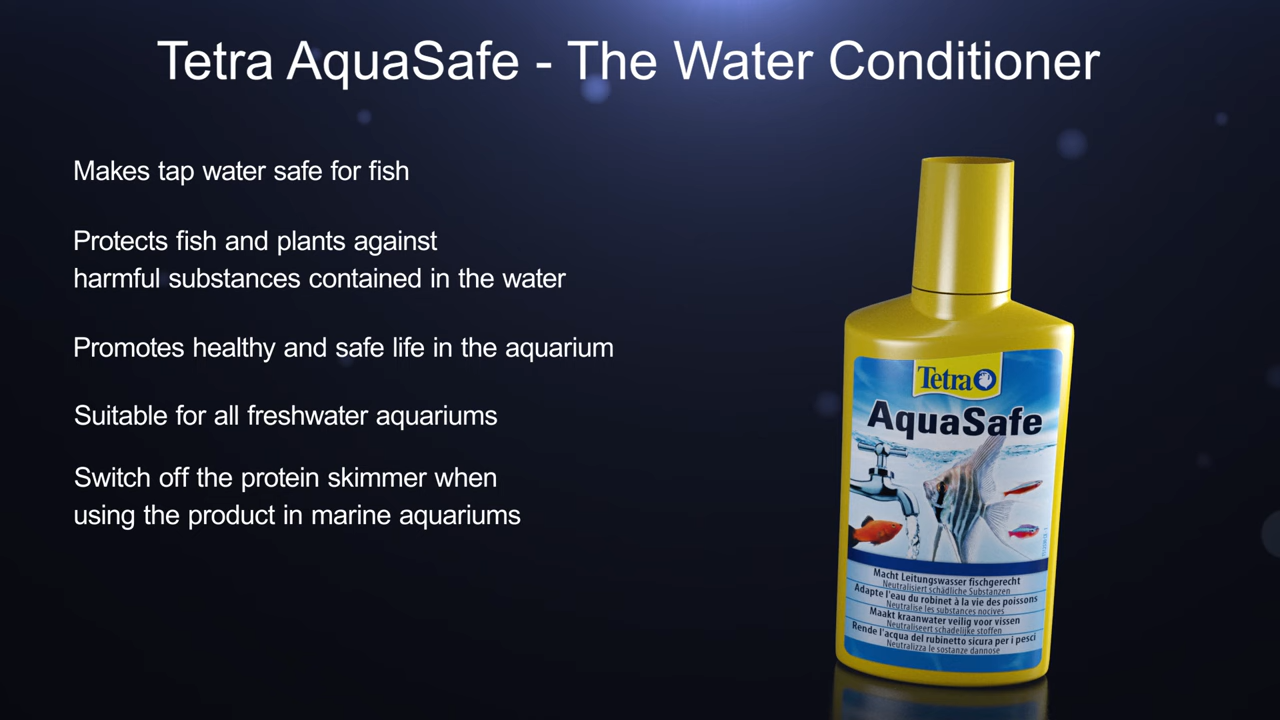 Tetra AquaSafe - The Water Conditioner
Makes tap water safe for fish
Protects fish and plants against
harmful substances contained in the water
Promotes healthy and safe life in the aquarium
Suitable for all freshwater aquariums
Switch off the protein skimmer when
using the product in marine aquariums
Tetra
AquaSafe
Macht Leitungswasser fischgerecht
Neutralisiert schädliche Substanzen
Adapte l'eau du robinet à la vie des poissons
Neutralise les substances nocives
Maakt kraanwater veilig voor vissen
Neutraliseert schadelijke stoffen
Rende l'acqua del rubinetto sicura per i pesci
Neutralizza le sostanze dannose